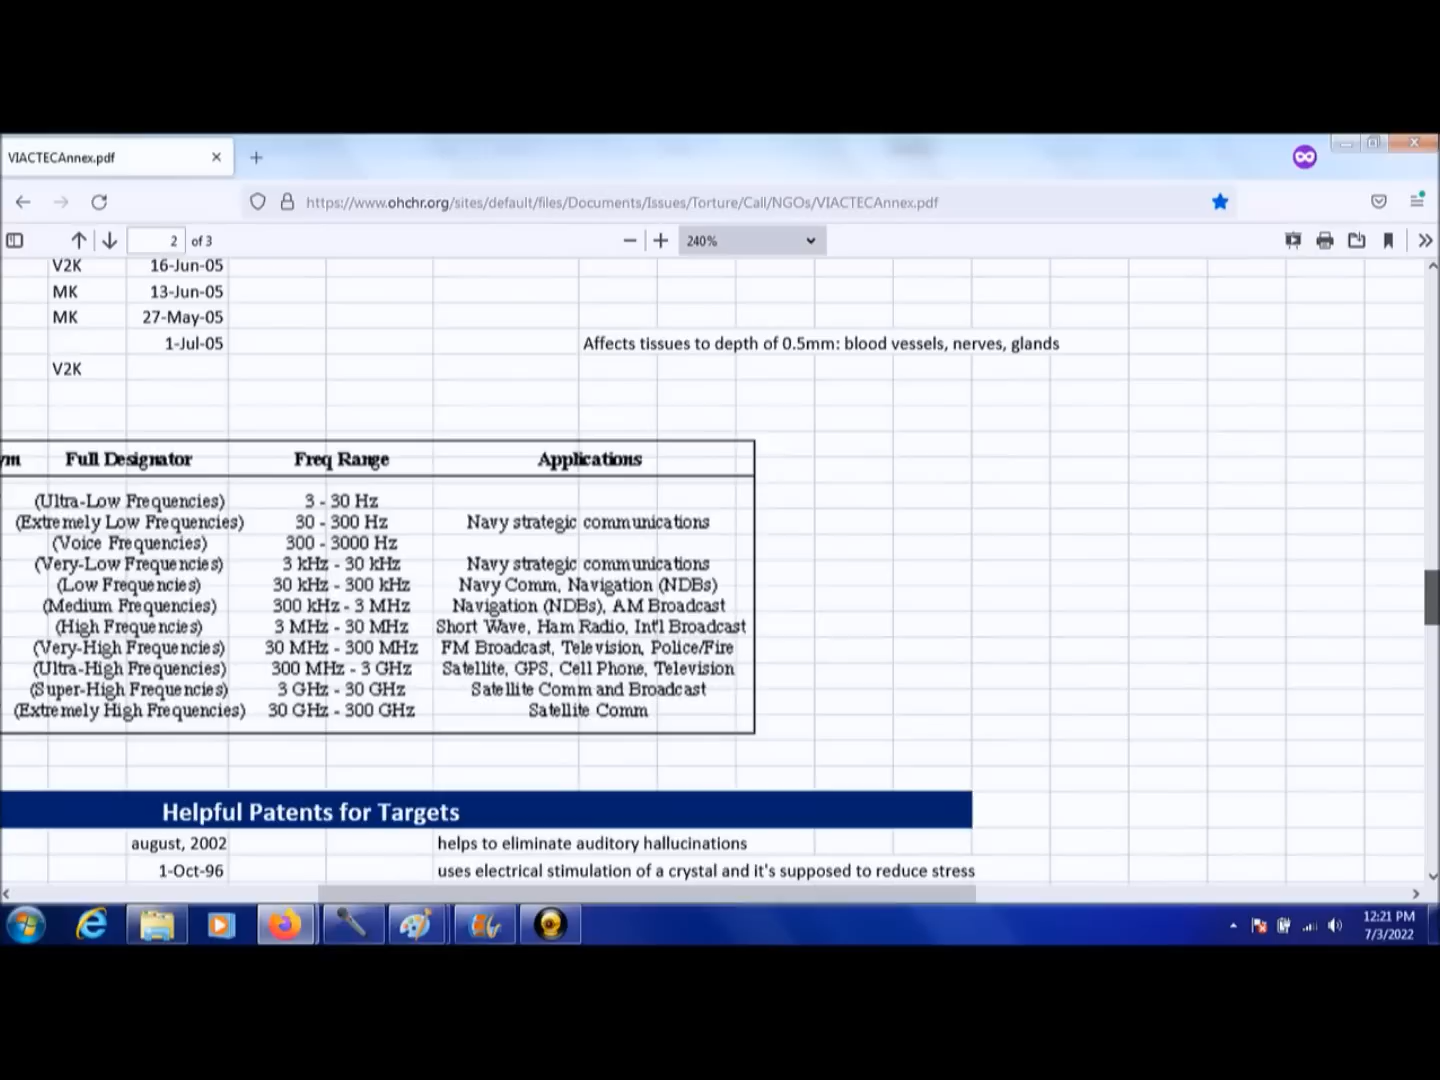 VIACTECAnnex.pdf
https://www.ohchr.org/sites/default/files/Documents/Issues/Torture/Call/NGOs/VIACTECAnnex.pdf
2 of 3
240%
V2K 16-Jun-05
MK 13-Jun-05
MK 27-May-05
1-Jul-05 Affects tissues to depth of 0.5mm: blood vessels, nerves, glands
V2K
ym Full Designator Freq Range Applications
(Ultra-Low Frequencies) 3 - 30 Hz
(Extremely Low Frequencies) 30 - 300 Hz Navy strategic communications
(Voice Frequencies) 300 - 3000 Hz
(Very-Low Frequencies) 3 kHz - 30 kHz Navy strategic communications
(Low Frequencies) 30 kHz - 300 kHz Navy Comm, Navigation (NDBs)
(Medium Frequencies) 300 kHz - 3 MHz Navigation (NDBs), AM Broadcast
(High Frequencies) 3 MHz - 30 MHz Short Wave, Ham Radio, Int'l Broadcast
(Very-High Frequencies) 30 MHz - 300 MHz FM Broadcast, Television, Police/Fire
(Ultra-High Frequencies) 300 MHz - 3 GHz Satellite, GPS, Cell Phone, Television
(Super-High Frequencies) 3 GHz - 30 GHz Satellite Comm and Broadcast
(Extremely High Frequencies) 30 GHz - 300 GHz Satellite Comm
Helpful Patents for Targets
august, 2002 helps to eliminate auditory hallucinations
1-Oct-96 uses electrical stimulation of a crystal and it's supposed to reduce stress
12:21 PM
7/3/2022